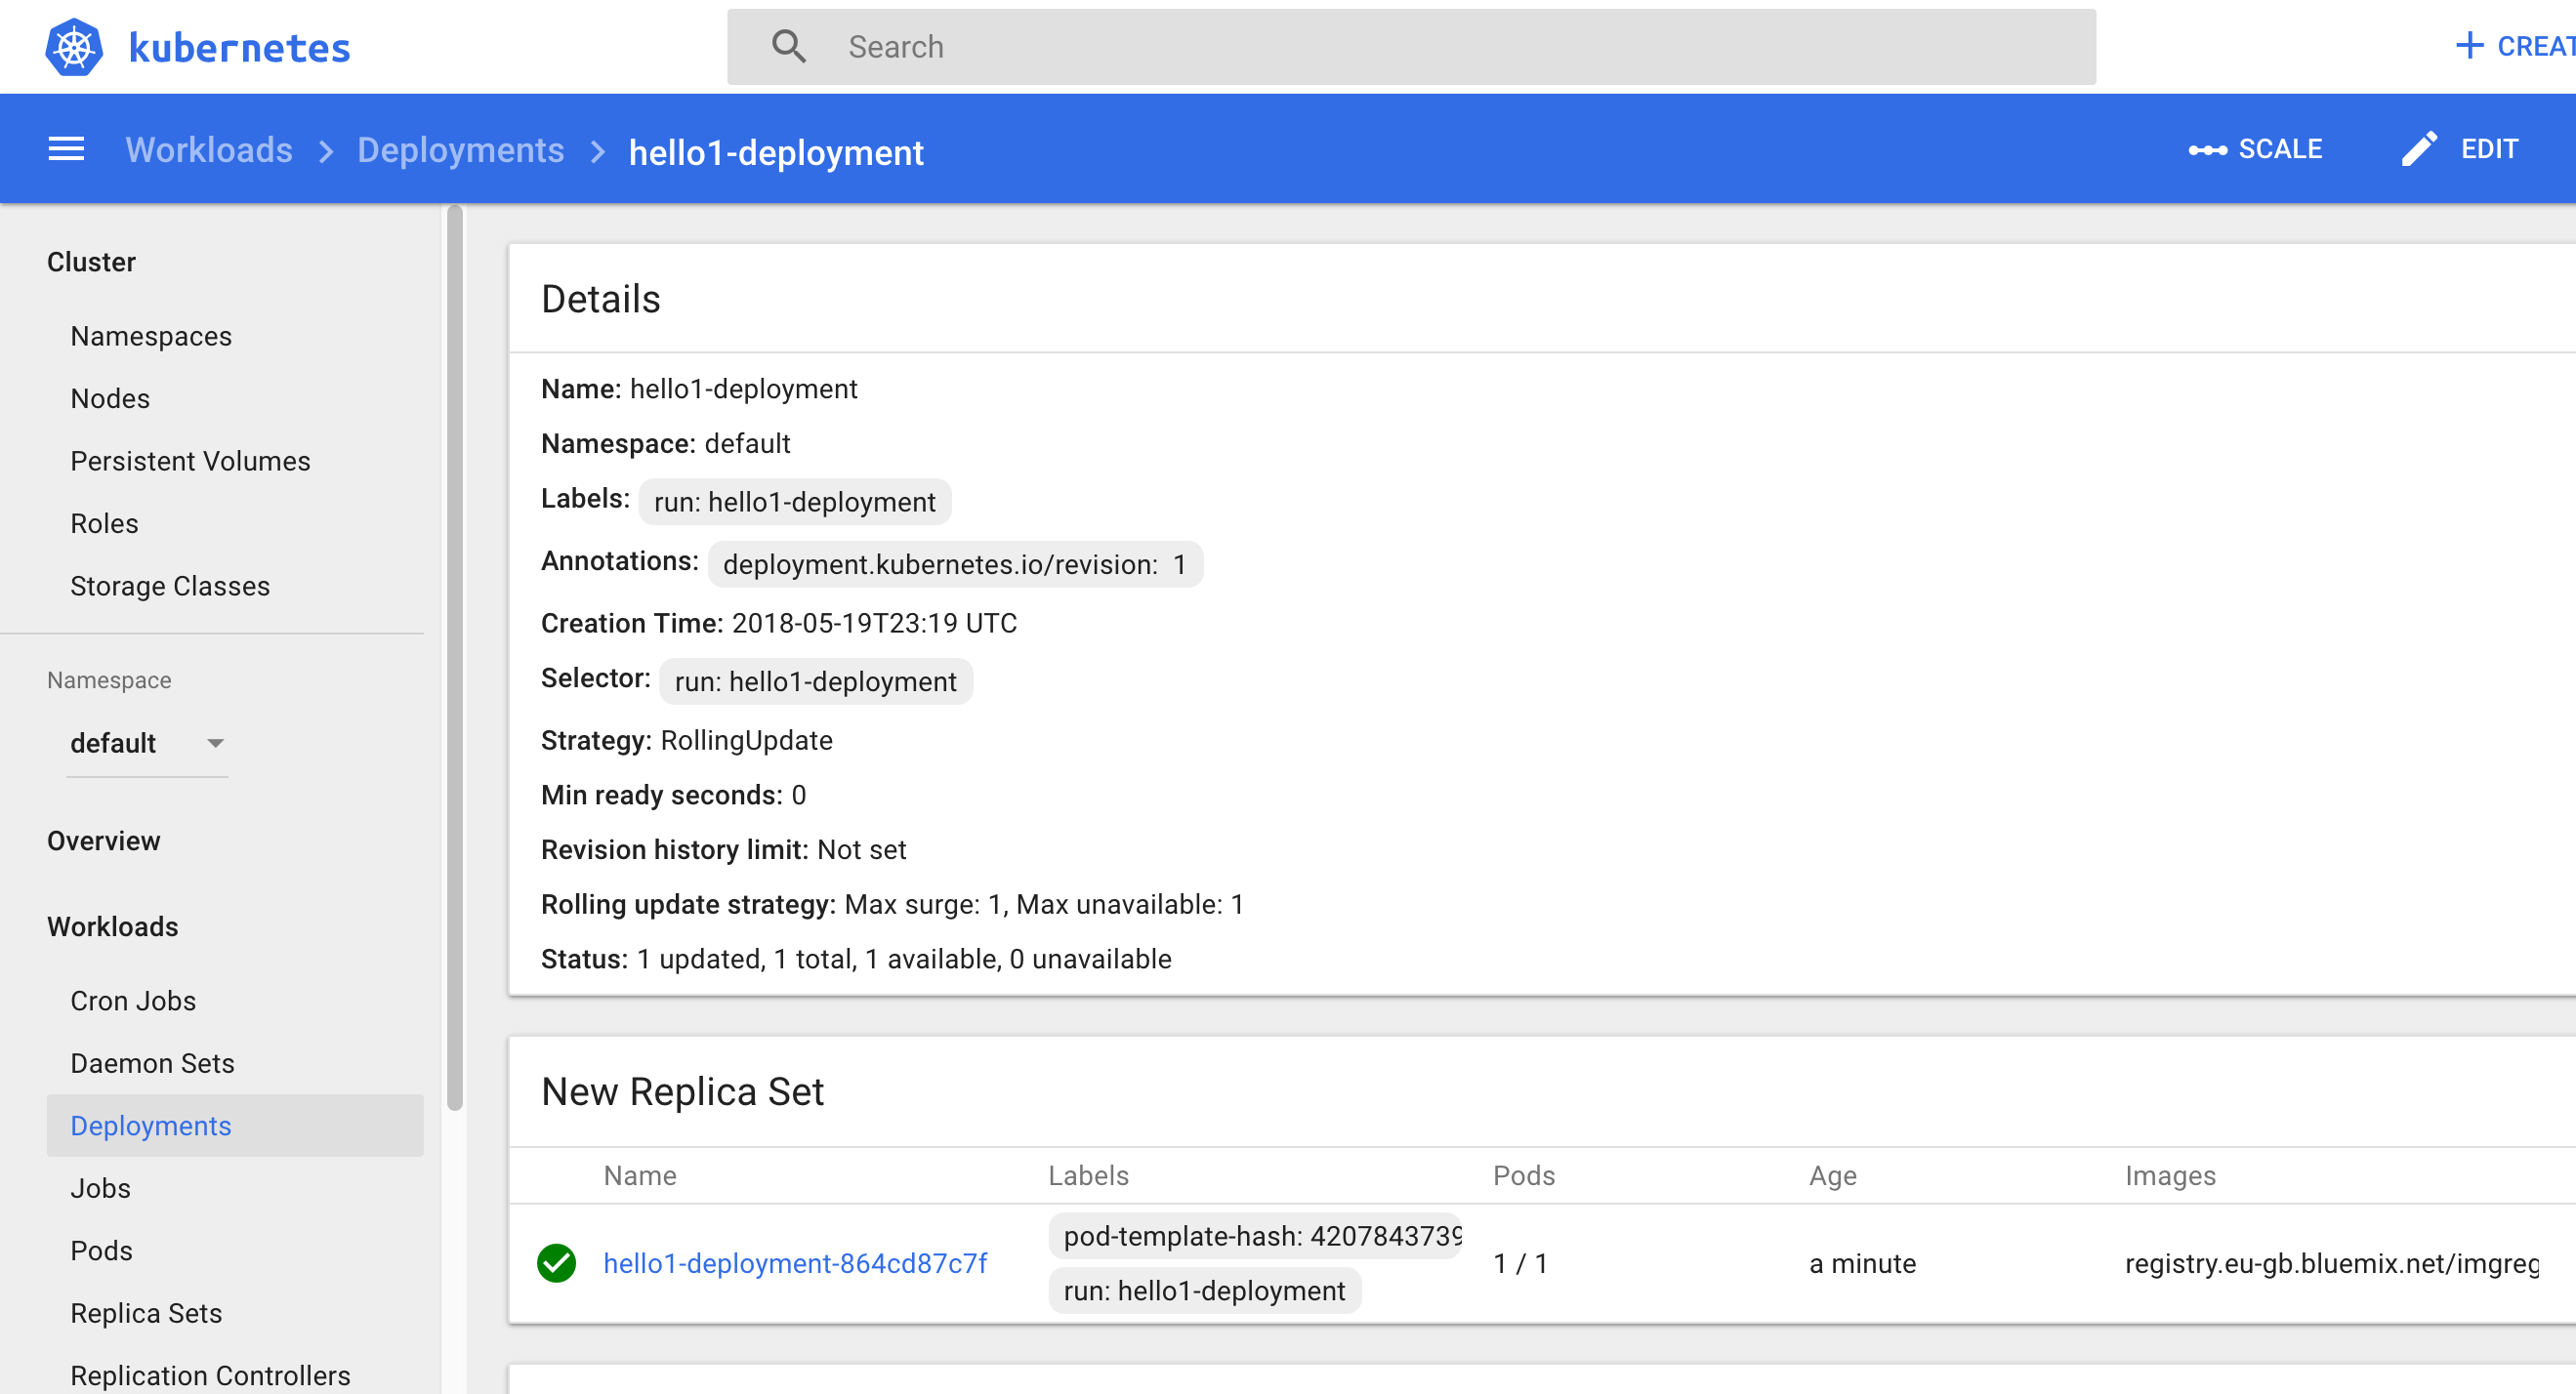 kubernetes
Search
CREAT
Workloads > Deployments > hello1-deployment
SCALE
EDIT
Cluster
Namespaces
Nodes
Persistent Volumes
Roles
Storage Classes
Namespace
default
Overview
Workloads
Cron Jobs
Daemon Sets
Deployments
Jobs
Pods
Replica Sets
Replication Controllers
Details
Name: hello1-deployment
Namespace: default
Labels: run: hello1-deployment
Annotations: deployment.kubernetes.io/revision: 1
Creation Time: 2018-05-19T23:19 UTC
Selector: run: hello1-deployment
Strategy: RollingUpdate
Min ready seconds: 0
Revision history limit: Not set
Rolling update strategy: Max surge: 1, Max unavailable: 1
Status: 1 updated, 1 total, 1 available, 0 unavailable
New Replica Set
Name Labels Pods Age Images
hello1-deployment-864cd87c7f
pod-template-hash: 4207843739
run: hello1-deployment
1 / 1
a minute
registry.eu-gb.bluemix.net/imgreg